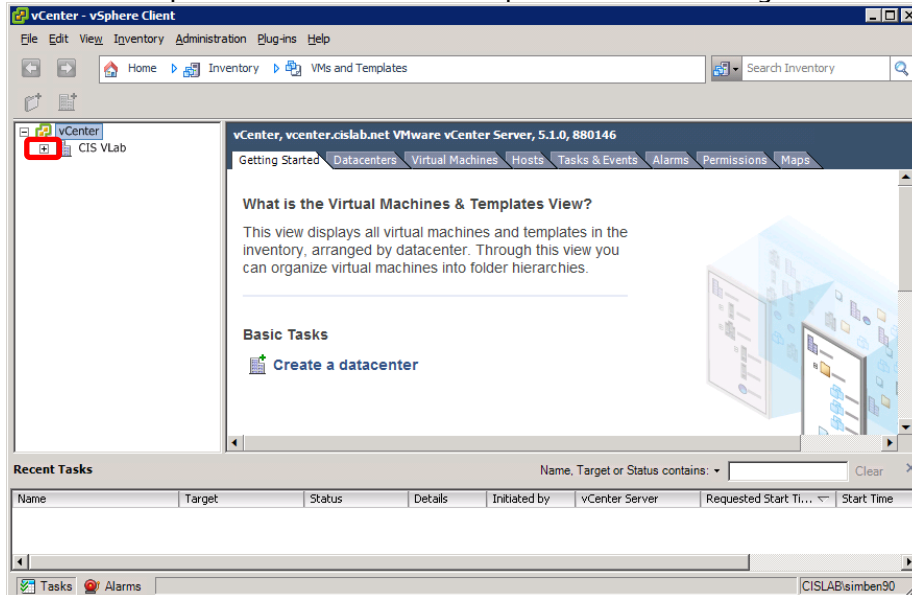 vCenter - vSphere Client
File Edit View Inventory Administration Plug-ins Help
Home Inventory VMs and Templates Search Inventory
vCenter
CIS VLab
vCenter, vcenter.cislab.net VMware vCenter Server, 5.1.0, 880146
Getting Started Datacenters Virtual Machines Hosts Tasks & Events Alarms Permissions Maps
What is the Virtual Machines & Templates View?
This view displays all virtual machines and templates in the
inventory, arranged by datacenter. Through this view you
can organize virtual machines into folder hierarchies.
Basic Tasks
Create a datacenter
Recent Tasks Name, Target or Status contains: Clear
Name Target Status Details Initiated by vCenter Server Requested Start Ti... Start Time
Tasks Alarms CISLAB\simben90